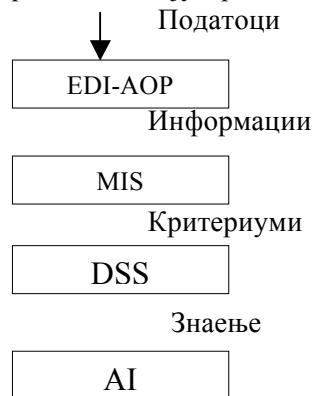 Податоци
EDI-AOP
Информации
MIS
Критериуми
DSS
Знаење
AI